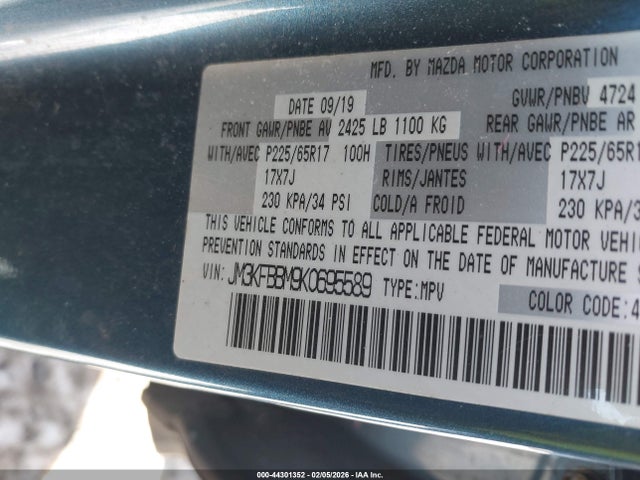 MFD. BY MAZDA MOTOR CORPORATION
DATE 09/19 GVWR/PNBV 4724
FRONT GAWR/PNBE AV 2425 LB 1100 KG REAR GAWR/PNBE AR
WITH/AVEC P225/65R17 100H TIRES/PNEUS WITH/AVEC P225/65R1
17X7J RIMS/JANTES 17X7J
230 KPA/34 PSI COLD/A FROID 230 KPA/3
THIS VEHICLE CONFORMS TO ALL APPLICABLE FEDERAL MOTOR VEHI
PREVENTION STANDARDS IN EFFECT ON THE DATE OF MANUFACTURE
VIN: JM3KFBBM9K0695589 TYPE: MPV
COLOR CODE:4
000-44301352 - 02/05/2026 - IAA Inc.